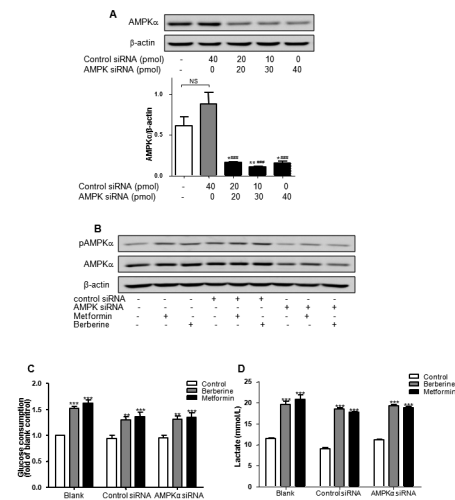 A
AMPKα
β-actin
Control siRNA (pmol) - 40 20 10 0
AMPK siRNA (pmol) - 0 20 30 40
AMPKα/β-actin
1.0
0.5
0.0
NS
*###
**###
*###
Control siRNA (pmol) - 40 20 10 0
AMPK siRNA (pmol) - 0 20 30 40
B
pAMPKα
AMPKα
β-actin
control siRNA - - - + + + - - -
AMPK siRNA - - - - - - + + +
Metformin - + - - + - - + -
Berberine - - + - - + - - +
C
Glucose consumption
(fold of blank control)
2.0
1.5
1.0
0.5
0.0
Control
Berberine
Metformin
*** ***
** ***
** ***
Blank Control siRNA AMPKα siRNA
D
Lactate (mmol/L)
25
20
15
10
5
0
Control
Berberine
Metformin
*** ***
*** ***
*** ***
Blank Control siRNA AMPKα siRNA